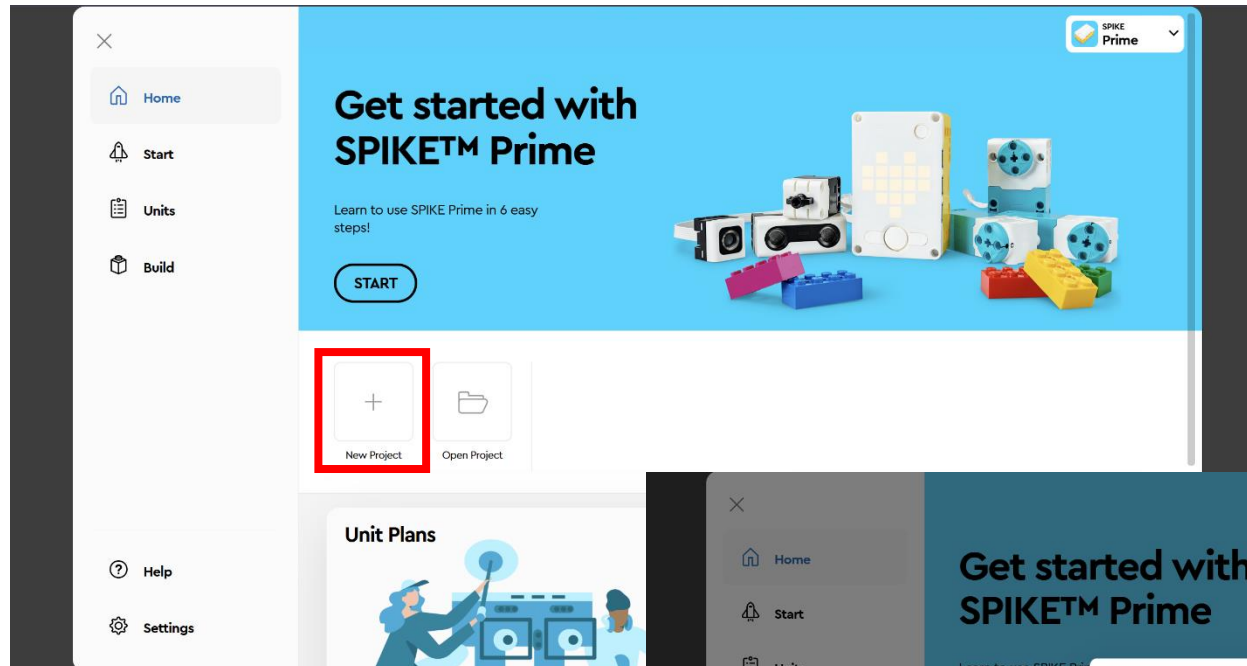 SPIKE
Prime
Home
Start
Units
Build
Help
Settings
Get started with
SPIKE™ Prime
Learn to use SPIKE Prime in 6 easy
steps!
START
New Project
Open Project
Unit Plans
Home
Start
Get started with
SPIKE™ Prime